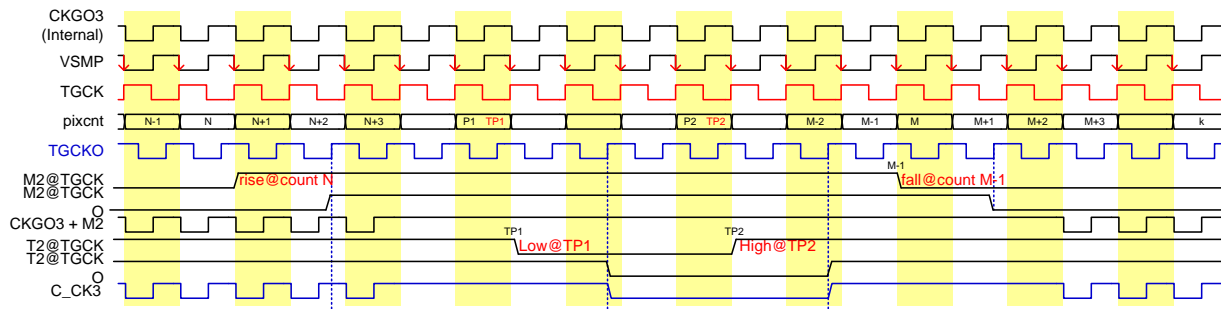 CKGO3
(Internal)
VSMP
TGCK
pixcnt N-1 N N+1 N+2 N+3 P1 TP1 P2 TP2 M-2 M-1 M M+1 M+2 M+3 k
TGCKO
M-1
M2@TGCK rise@count N fall@count M-1
M2@TGCK
O
CKGO3 + M2
TP1 TP2
T2@TGCK Low@TP1 High@TP2
T2@TGCK
O
C_CK3